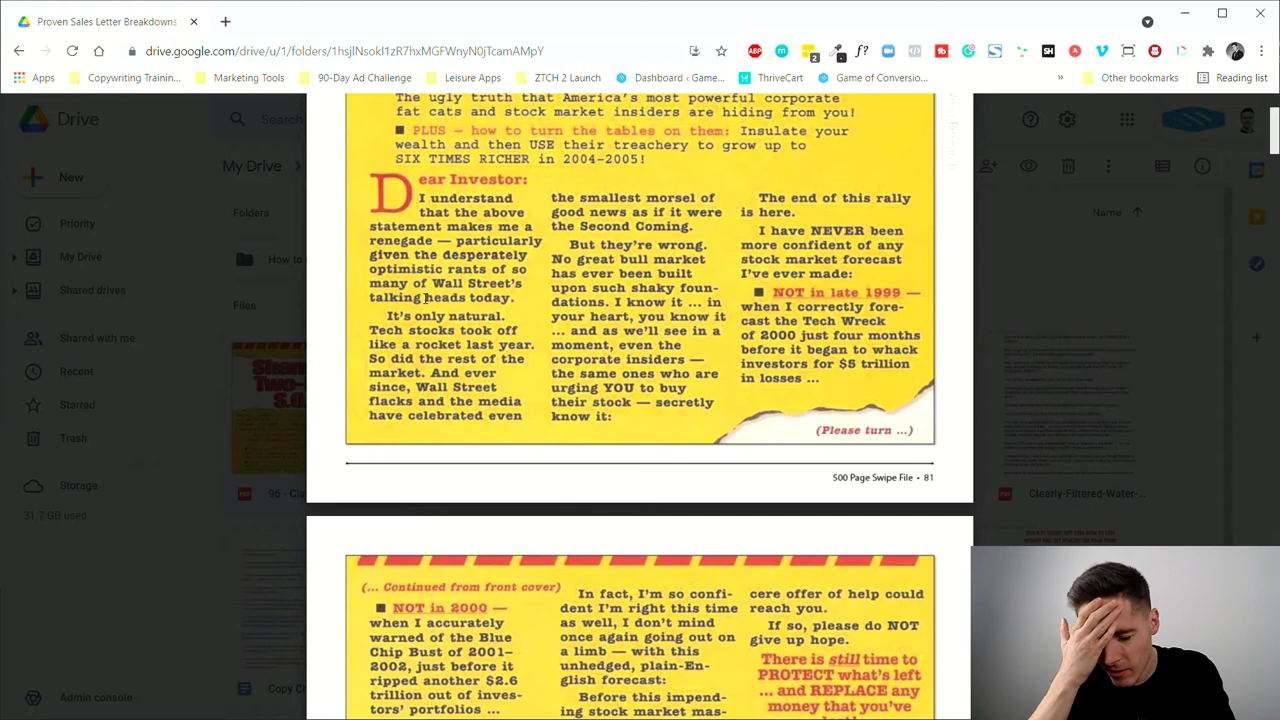 Proven Sales Letter Breakdowns
drive.google.com/drive/u/1/folders/1hsjlNsokI1zR7hxMGFWnyN0jTcamAMpY
Apps
Copywriting Trainin...
Marketing Tools
90-Day Ad Challenge
Leisure Apps
ZTCH 2 Launch
Dashboard ‹ Game...
ThriveCart
Game of Conversio...
»
Other bookmarks
Reading list
Drive
Search
New
Priority
My Drive
Shared drives
Shared with me
Recent
Starred
Trash
Storage
31.7 GB used
Admin console
My Drive
Folders
How to
Files
96 - Cla
Copy Ch
Name
Clearly-Filtered-Water-...
The ugly truth that America's most powerful corporate
fat cats and stock market insiders are hiding from you!
■ PLUS — how to turn the tables on them: Insulate your
wealth and then USE their treachery to grow up to
SIX TIMES RICHER in 2004-2005!
Dear Investor:
I understand
that the above
statement makes me a
renegade — particularly
given the desperately
optimistic rants of so
many of Wall Street's
talking heads today.
It's only natural.
Tech stocks took off
like a rocket last year.
So did the rest of the
market. And ever
since, Wall Street
flacks and the media
have celebrated even
the smallest morsel of
good news as if it were
the Second Coming.
But they're wrong.
No great bull market
has ever been built
upon such shaky foun-
dations. I know it ... in
your heart, you know it
... and as we'll see in a
moment, even the
corporate insiders —
the same ones who are
urging YOU to buy
their stock — secretly
know it:
The end of this rally
is here.
I have NEVER been
more confident of any
stock market forecast
I've ever made:
■ NOT in late 1999 —
when I correctly fore-
cast the Tech Wreck
of 2000 just four months
before it began to whack
investors for $5 trillion
in losses ...
(Please turn ...)
500 Page Swipe File • 81
(... Continued from front cover)
■ NOT in 2000 —
when I accurately
warned of the Blue
Chip Bust of 2001-
2002, just before it
ripped another $2.6
trillion out of inves-
tors' portfolios ...
In fact, I'm so confi-
dent I'm right this time
as well, I don't mind
once again going out on
a limb — with this
unhedged, plain-En-
glish forecast:
Before this impend-
ing stock market mas-
cere offer of help could
reach you.
If so, please do NOT
give up hope.
There is still time to
PROTECT what's left
... and REPLACE any
money that you've